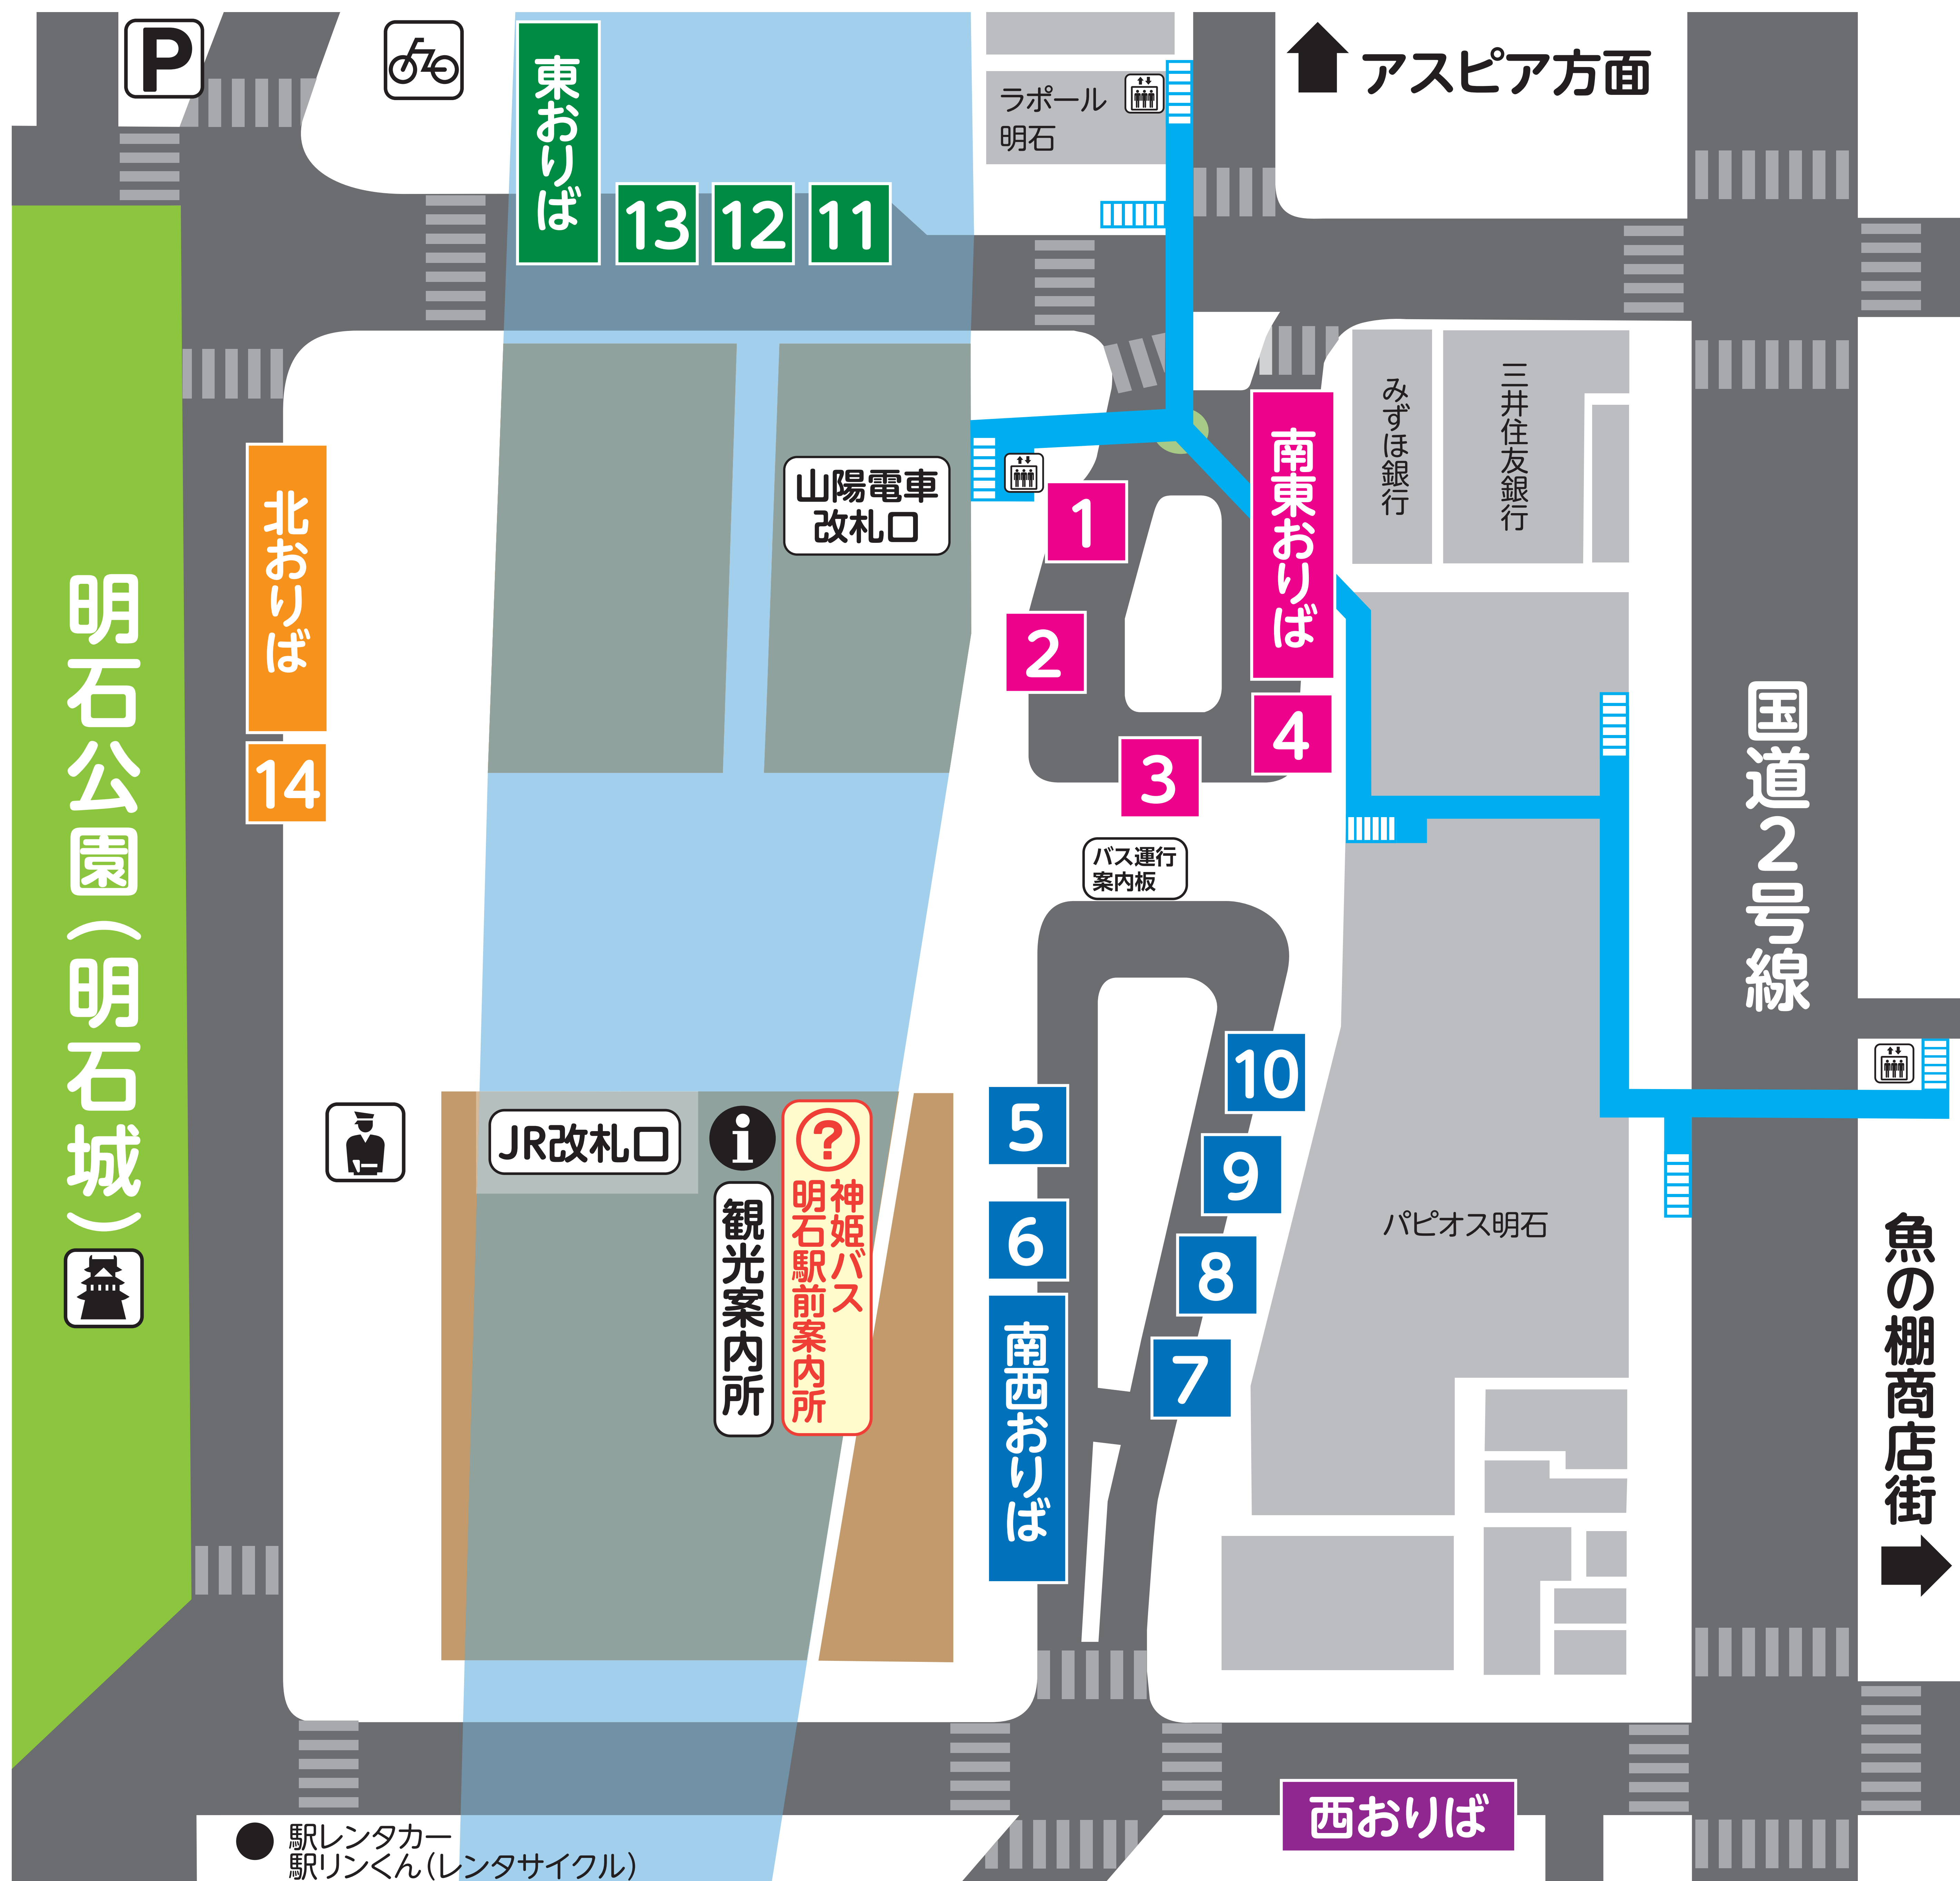 P
東おりば
13
12
11
ラポール
明石
アスピア方面
みずほ銀行
三井住友銀行
山陽電車
改札口
北おりば
14
1
2
3
4
南東おりば
明石公園(明石城)
国道2号線
バス運行
案内板
JR改札口
i
観光案内所
?
神姫バス
明石駅前案内所
5
6
南西おりば
10
9
8
7
パピオス明石
魚の棚商店街
西おりば
駅レンタカー
駅リンくん(レンタサイクル)